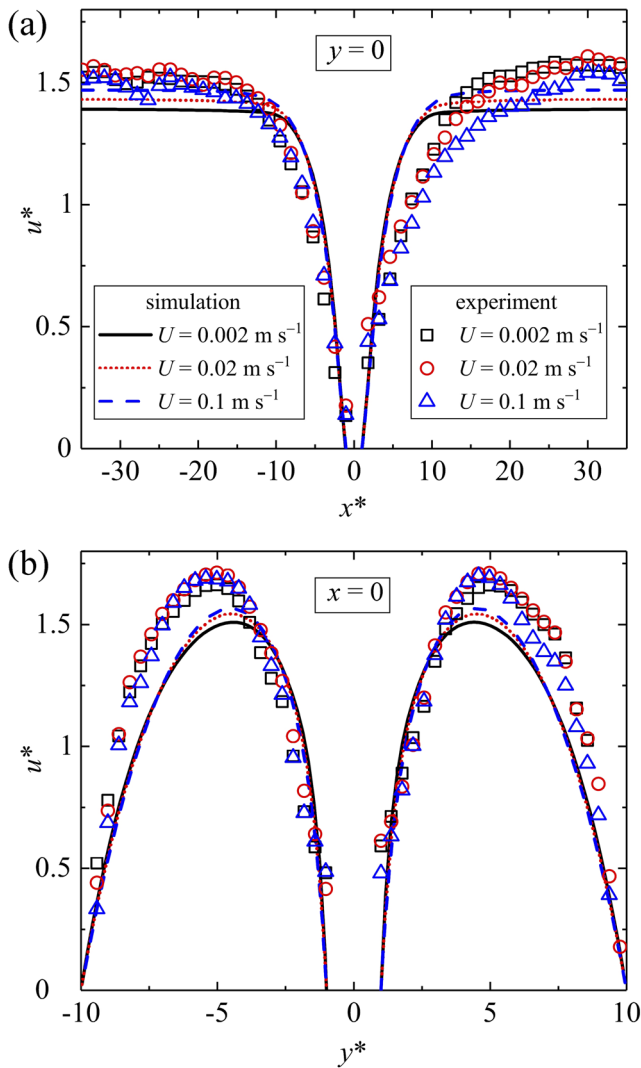 (a)
y = 0
1.5
1
0.5
0
u*
simulation
U = 0.002 m s⁻¹
U = 0.02 m s⁻¹
U = 0.1 m s⁻¹
experiment
U = 0.002 m s⁻¹
U = 0.02 m s⁻¹
U = 0.1 m s⁻¹
-30 -20 -10 0 10 20 30
x*
(b)
x = 0
1.5
1
0.5
0
u*
-10 -5 0 5 10
y*